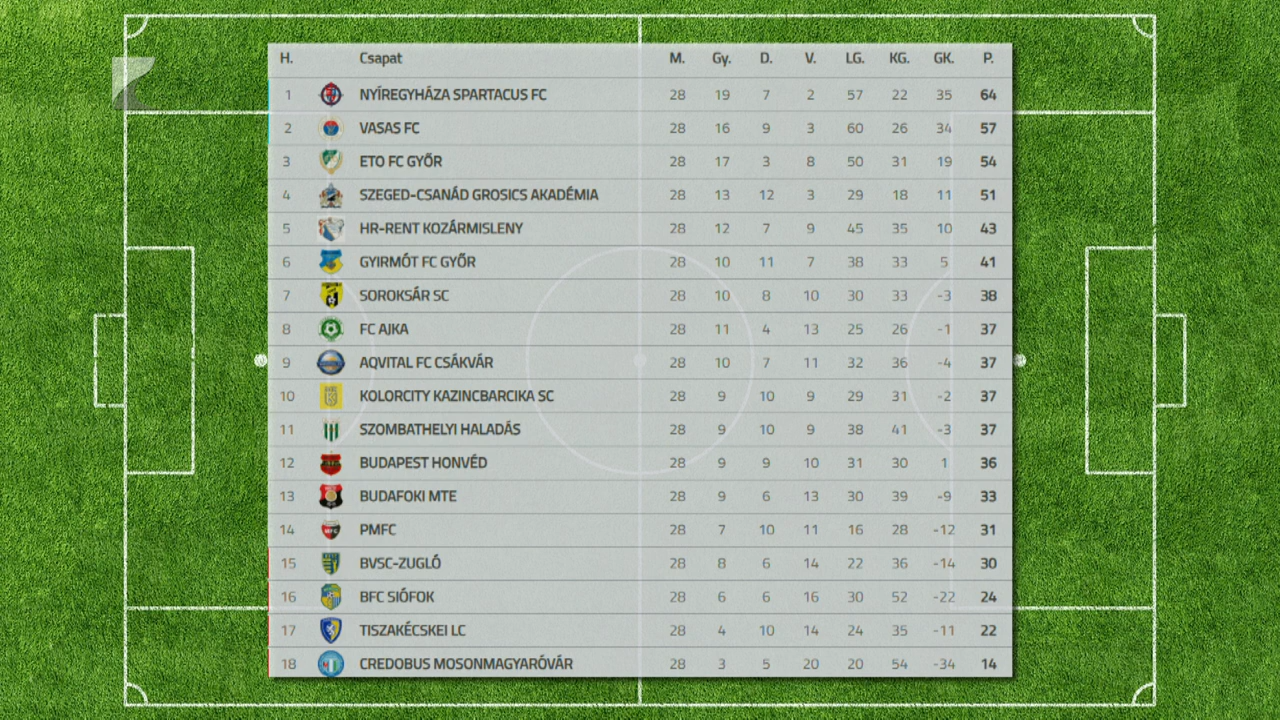 H. Csapat M. Gy. D. V. LG. KG. GK. P.
1 NYÍREGYHÁZA SPARTACUS FC 28 19 7 2 57 22 35 64
2 VASAS FC 28 16 9 3 60 26 34 57
3 ETO FC GYŐR 28 17 3 8 50 31 19 54
4 SZEGED-CSANÁD GROSICS AKADÉMIA 28 13 12 3 29 18 11 51
5 HR-RENT KOZÁRMISLENY 28 12 7 9 45 35 10 43
6 GYIRMÓT FC GYŐR 28 10 11 7 38 33 5 41
7 SOROKSÁR SC 28 10 8 10 30 33 -3 38
8 FC AJKA 28 11 4 13 25 26 -1 37
9 AQVITAL FC CSÁKVÁR 28 10 7 11 32 36 -4 37
10 KOLORCITY KAZINCBARCIKA SC 28 9 10 9 29 31 -2 37
11 SZOMBATHELYI HALADÁS 28 9 10 9 38 41 -3 37
12 BUDAPEST HONVÉD 28 9 9 10 31 30 1 36
13 BUDAFOKI MTE 28 9 6 13 30 39 -9 33
14 PMFC 28 7 10 11 16 28 -12 31
15 BVSC-ZUGLÓ 28 8 6 14 22 36 -14 30
16 BFC SIÓFOK 28 6 6 16 30 52 -22 24
17 TISZAKÉCSKEI LC 28 4 10 14 24 35 -11 22
18 CREDOBUS MOSONMAGYARÓVÁR 28 3 5 20 20 54 -34 14